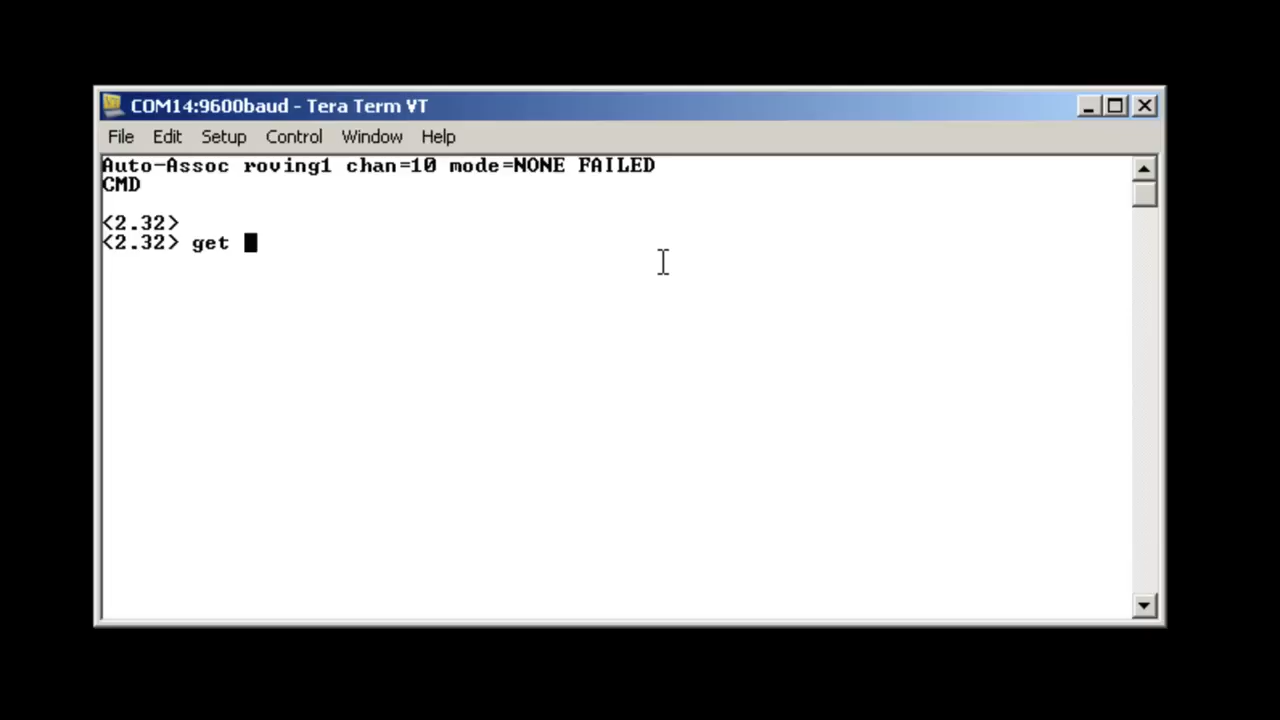 COM14:9600baud - Tera Term VT
File Edit Setup Control Window Help
Auto-Assoc roving1 chan=10 mode=NONE FAILED
CMD
<2.32>
<2.32> get